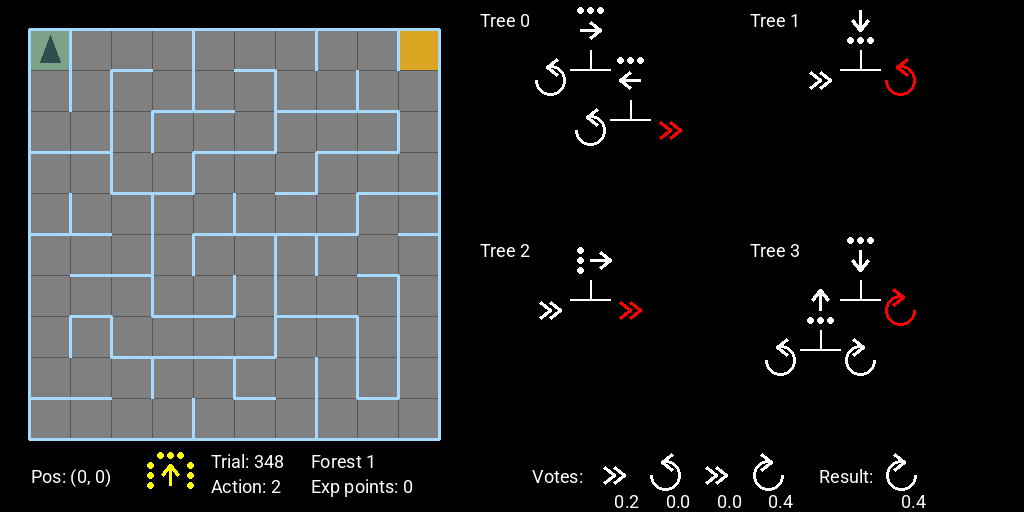 Tree 0
Tree 1
Tree 2
Tree 3
Pos: (0, 0)
Trial: 348
Action: 2
Forest 1
Exp points: 0
Votes:
0.2
0.0
0.0
0.4
Result:
0.4